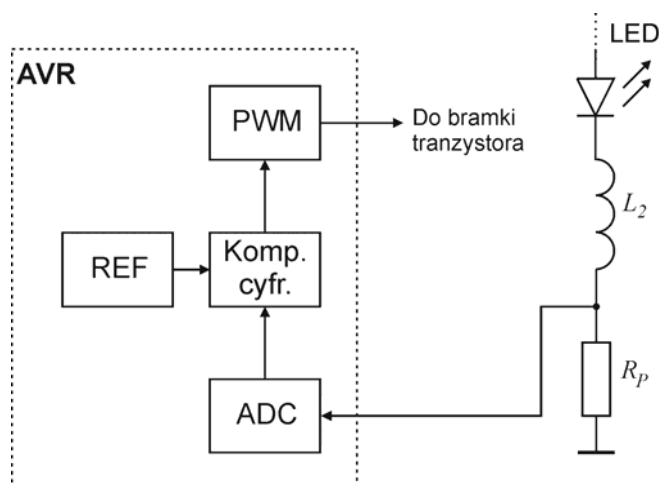 LED
AVR
PWM
Do bramki
tranzystora
L2
REF
Komp.
cyfr.
RP
ADC